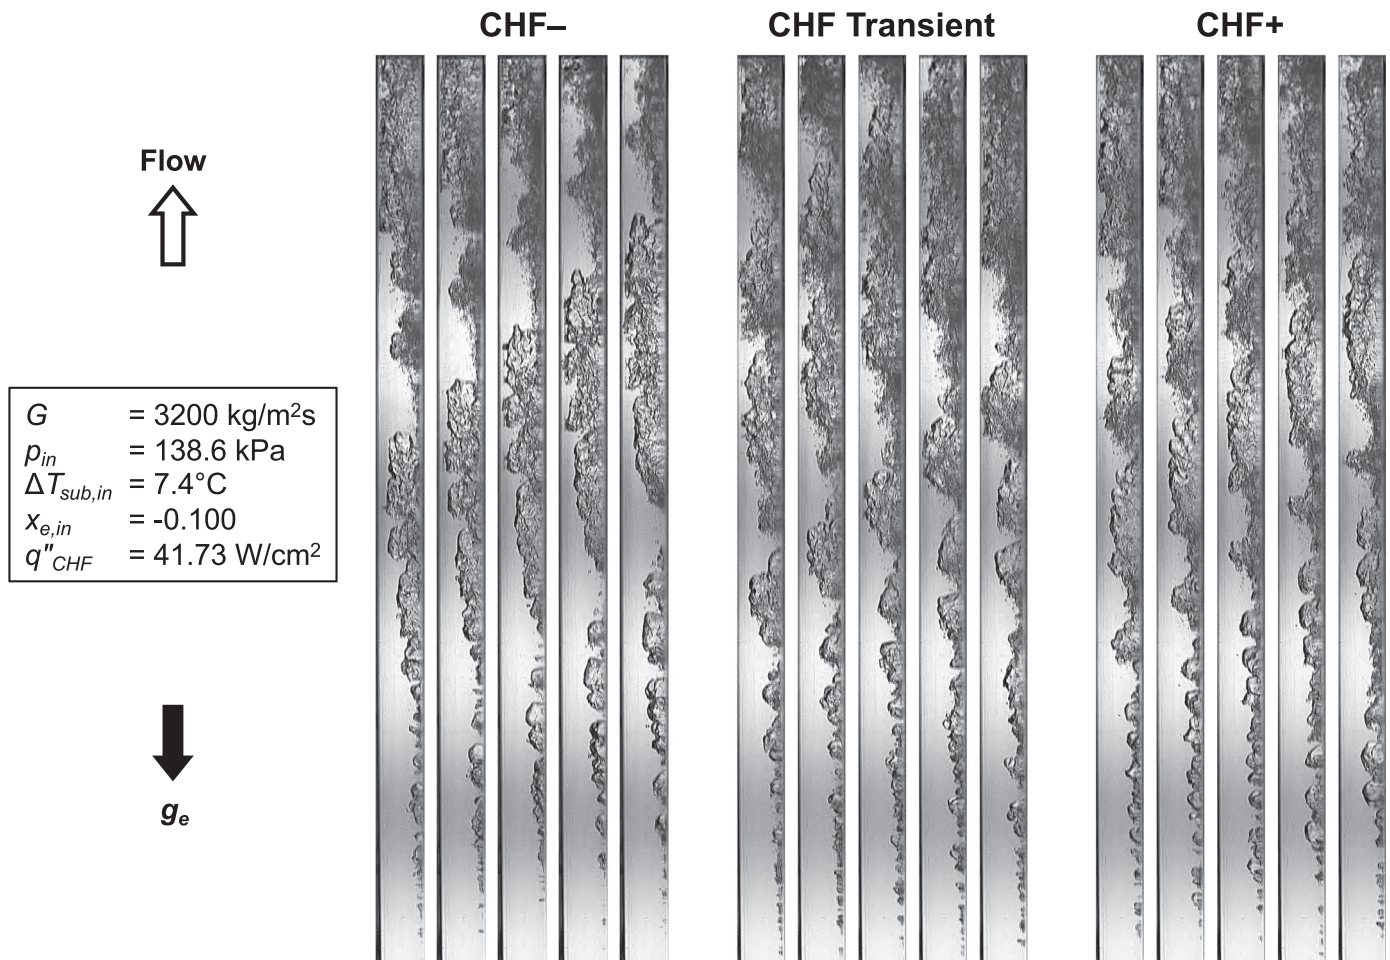 CHF– CHF Transient CHF+
Flow
G = 3200 kg/m²s
p_in = 138.6 kPa
ΔT_sub,in = 7.4°C
x_e,in = -0.100
q"_CHF = 41.73 W/cm²
g_e